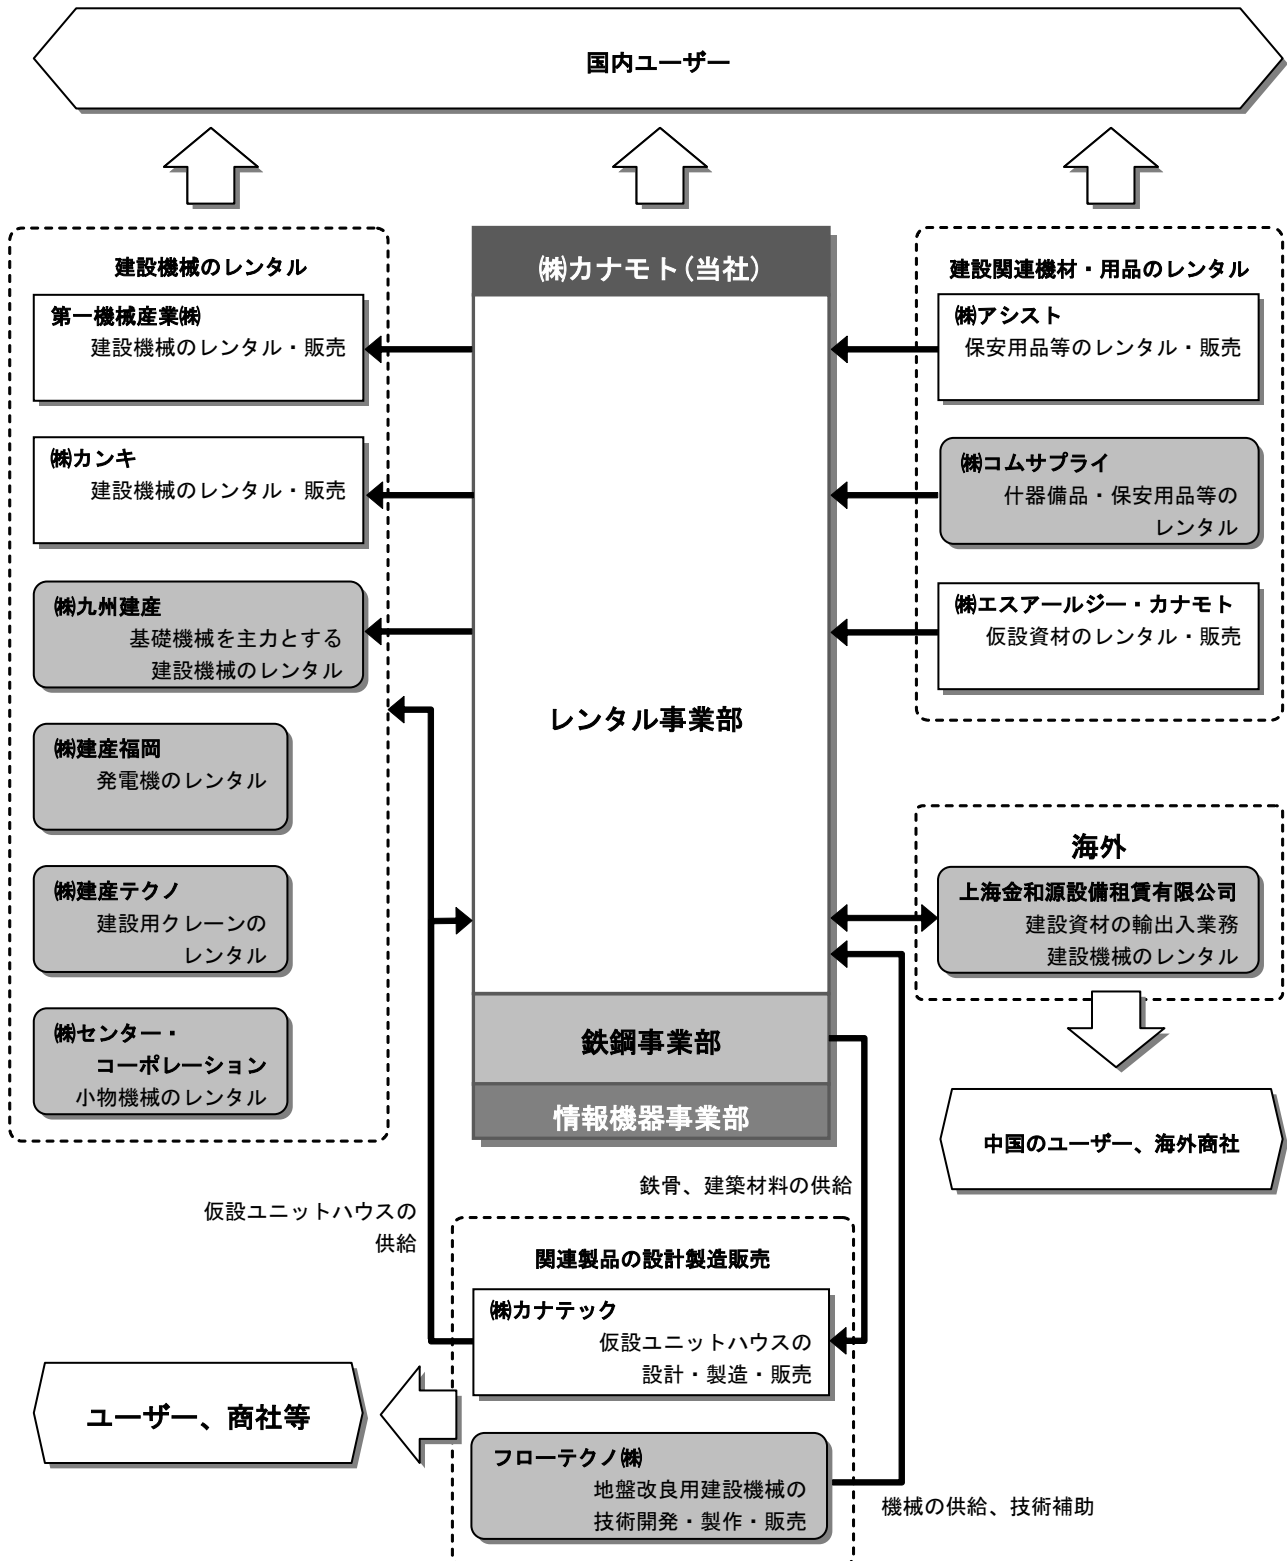 国内ユーザー
建設機械のレンタル
第一機械産業㈱
建設機械のレンタル・販売
㈱カンキ
建設機械のレンタル・販売
㈱九州建産
基礎機械を主力とする
建設機械のレンタル
㈱建産福岡
発電機のレンタル
㈱建産テクノ
建設用クレーンの
レンタル
㈱センター・
コーポレーション
小物機械のレンタル
㈱カナモト(当社)
レンタル事業部
鉄鋼事業部
情報機器事業部
建設関連機材・用品のレンタル
㈱アシスト
保安用品等のレンタル・販売
㈱コムサプライ
什器備品・保安用品等の
レンタル
㈱エスアールジー・カナモト
仮設資材のレンタル・販売
海外
上海金和源設備租賃有限公司
建設資材の輸出入業務
建設機械のレンタル
中国のユーザー、海外商社
鉄骨、建築材料の供給
仮設ユニットハウスの
供給
関連製品の設計製造販売
㈱カナテック
仮設ユニットハウスの
設計・製造・販売
フローテクノ㈱
地盤改良用建設機械の
技術開発・製作・販売
ユーザー、商社等
機械の供給、技術補助